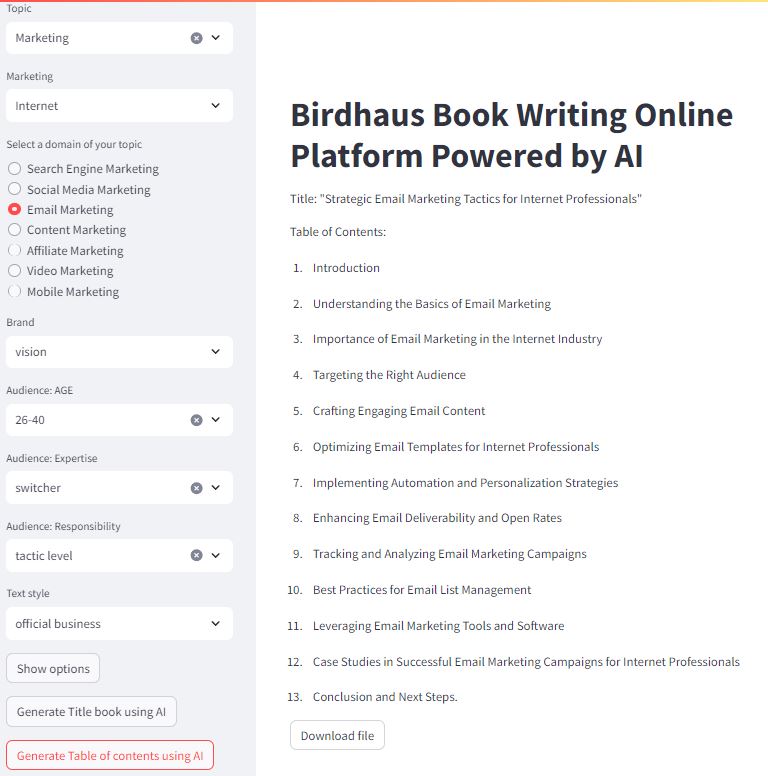 Topic
Marketing
Marketing
Internet
Select a domain of your topic
Search Engine Marketing
Social Media Marketing
Email Marketing
Content Marketing
Affiliate Marketing
Video Marketing
Mobile Marketing
Brand
vision
Audience: AGE
26-40
Audience: Expertise
switcher
Audience: Responsibility
tactic level
Text style
official business
Show options
Generate Title book using AI
Generate Table of contents using AI
Birdhaus Book Writing Online
Platform Powered by AI
Title: "Strategic Email Marketing Tactics for Internet Professionals"
Table of Contents:
1. Introduction
2. Understanding the Basics of Email Marketing
3. Importance of Email Marketing in the Internet Industry
4. Targeting the Right Audience
5. Crafting Engaging Email Content
6. Optimizing Email Templates for Internet Professionals
7. Implementing Automation and Personalization Strategies
8. Enhancing Email Deliverability and Open Rates
9. Tracking and Analyzing Email Marketing Campaigns
10. Best Practices for Email List Management
11. Leveraging Email Marketing Tools and Software
12. Case Studies in Successful Email Marketing Campaigns for Internet Professionals
13. Conclusion and Next Steps.
Download file